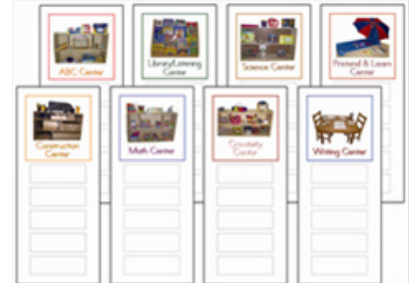 ABC Center
Library/Listening
Center
Science Center
Pretend & Learn
Center
Construction
Center
Math Center
Creativity
Center
Writing Center